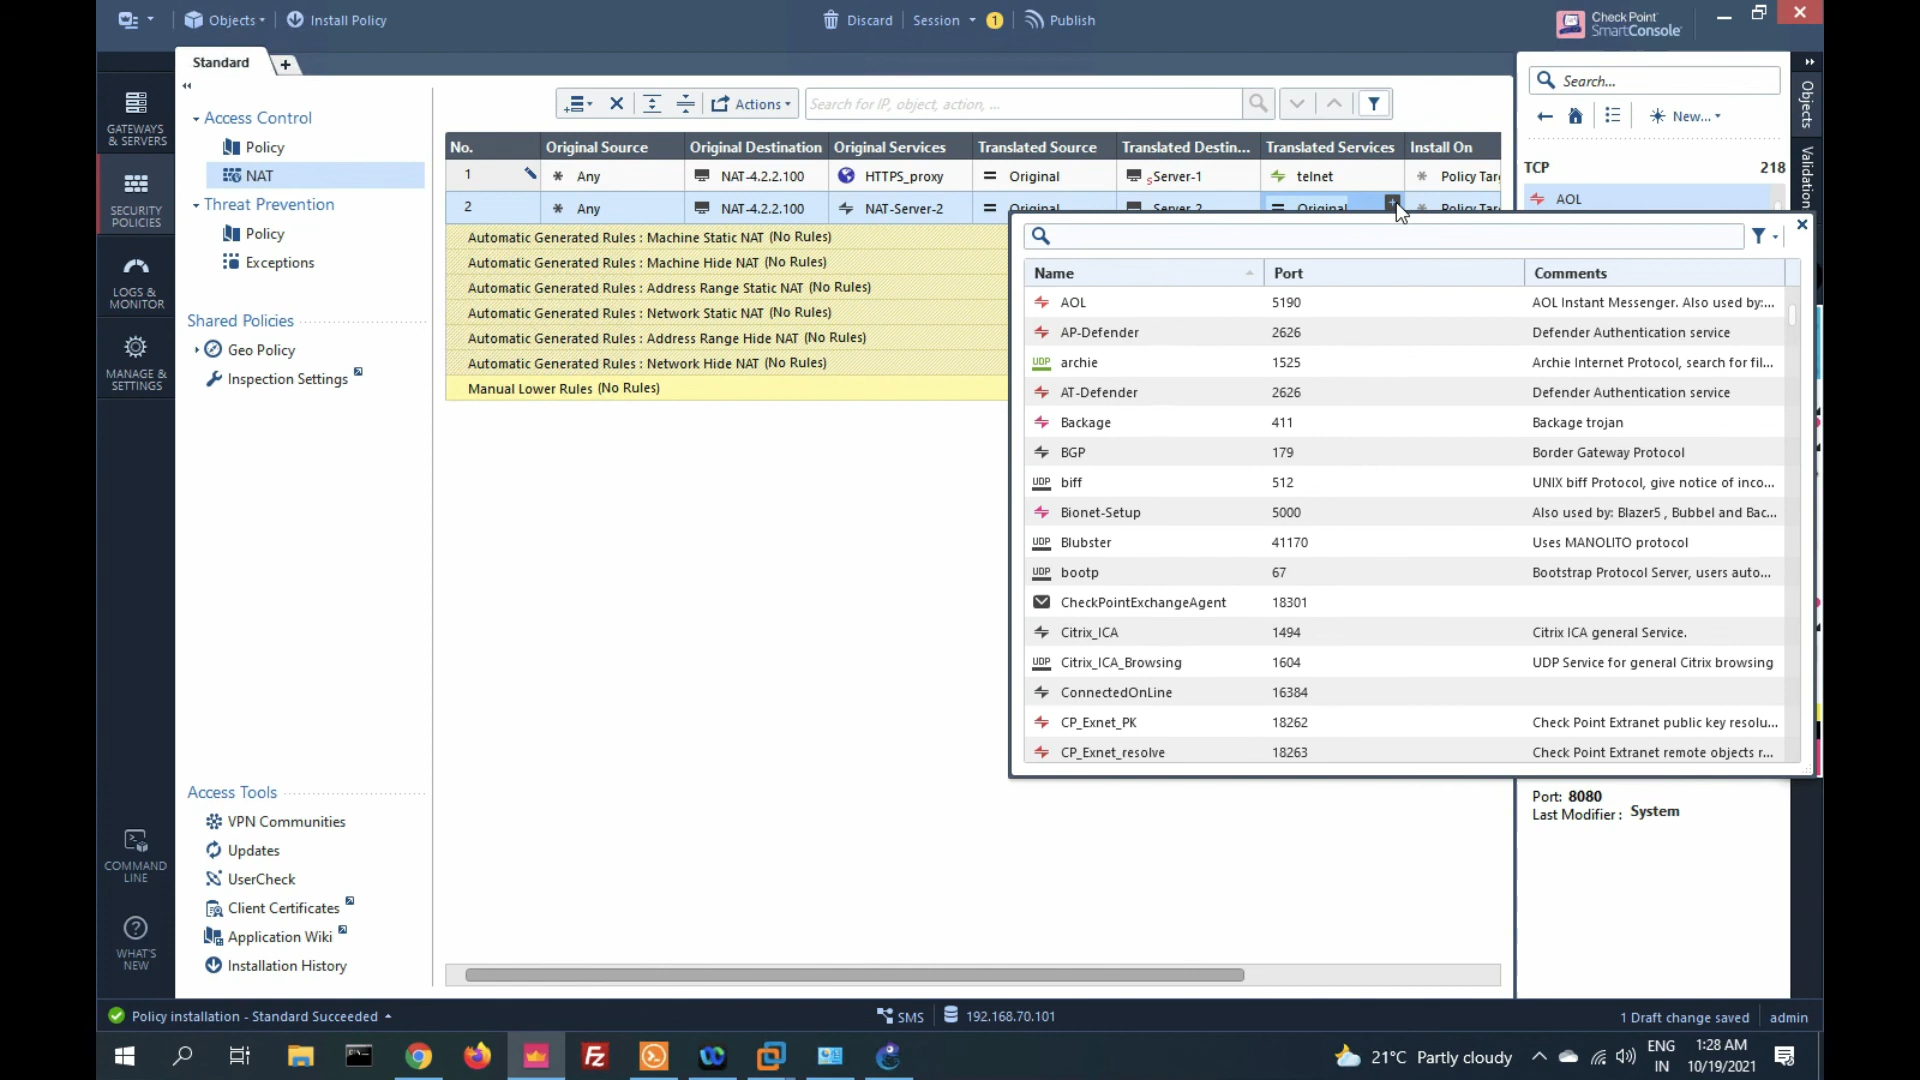 Objects
Install Policy
Discard
Session
1
Publish
Check Point
SmartConsole
Standard
GATEWAYS & SERVERS
SECURITY POLICIES
LOGS & MONITOR
MANAGE & SETTINGS
COMMAND LINE
WHAT'S NEW
Access Control
Policy
NAT
Threat Prevention
Policy
Exceptions
Shared Policies
Geo Policy
Inspection Settings
Access Tools
VPN Communities
Updates
UserCheck
Client Certificates
Application Wiki
Installation History
Actions
Search for IP, object, action, ...
No. Original Source Original Destination Original Services Translated Source Translated Destin... Translated Services Install On
1 Any NAT-4.2.2.100 HTTPS_proxy Original S Server-1 telnet Policy Targ
2 Any NAT-4.2.2.100 NAT-Server-2 Original Server-2 Original Policy Targ
Automatic Generated Rules : Machine Static NAT (No Rules)
Automatic Generated Rules : Machine Hide NAT (No Rules)
Automatic Generated Rules : Address Range Static NAT (No Rules)
Automatic Generated Rules : Network Static NAT (No Rules)
Automatic Generated Rules : Address Range Hide NAT (No Rules)
Automatic Generated Rules : Network Hide NAT (No Rules)
Manual Lower Rules (No Rules)
Name Port Comments
AOL 5190 AOL Instant Messenger. Also used by:...
AP-Defender 2626 Defender Authentication service
UDP archie 1525 Archie Internet Protocol, search for fil...
AT-Defender 2626 Defender Authentication service
Backage 411 Backage trojan
BGP 179 Border Gateway Protocol
UDP biff 512 UNIX biff Protocol, give notice of inco...
Bionet-Setup 5000 Also used by: Blazer5 , Bubbel and Bac...
UDP Blubster 41170 Uses MANOLITO protocol
UDP bootp 67 Bootstrap Protocol Server, users auto...
CheckPointExchangeAgent 18301
Citrix_ICA 1494 Citrix ICA general Service.
UDP Citrix_ICA_Browsing 1604 UDP Service for general Citrix browsing
ConnectedOnLine 16384
CP_Exnet_PK 18262 Check Point Extranet public key resolu...
CP_Exnet_resolve 18263 Check Point Extranet remote objects r...
Search...
New...
TCP 218
AOL
Port: 8080
Last Modifier : System
Objects
Validation
Policy installation - Standard Succeeded
SMS
192.168.70.101
1 Draft change saved
admin
21°C Partly cloudy
ENG
IN
1:28 AM
10/19/2021